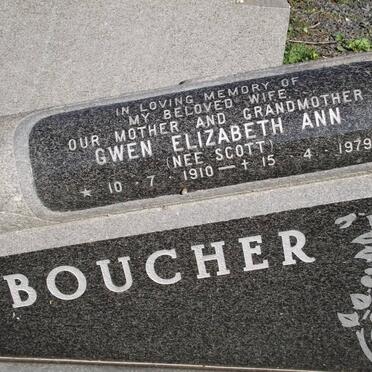 IN LOVING MEMORY OF
MY BELOVED WIFE
OUR MOTHER AND GRANDMOTHER
GWEN ELIZABETH ANN
(NEE SCOTT)
* 10 · 7 · 1910 — † 15 · 4 · 1979
BOUCHER